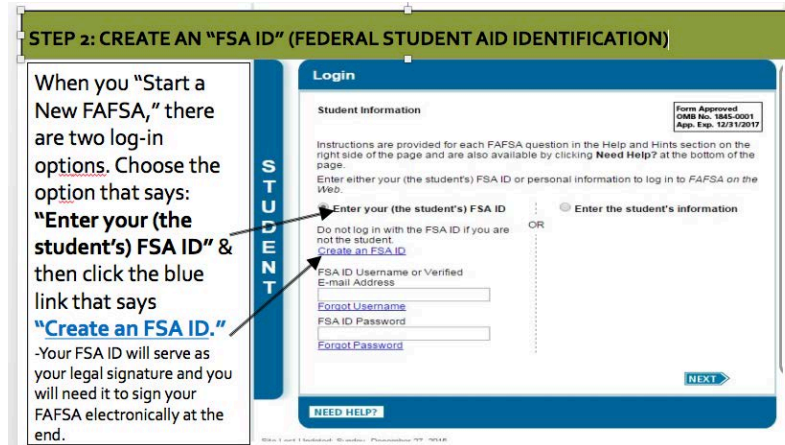 STEP 2: CREATE AN “FSA ID” (FEDERAL STUDENT AID IDENTIFICATION)
When you “Start a
New FAFSA,” there
are two log-in
options. Choose the
option that says:
“Enter your (the
student’s) FSA ID” &
then click the blue
link that says
“Create an FSA ID.”
-Your FSA ID will serve as
your legal signature and you
will need it to sign your
FAFSA electronically at the
end.
STUDENT
Login
Student Information
Form Approved
OMB No. 1845-0001
App. Exp. 12/31/2017
Instructions are provided for each FAFSA question in the Help and Hints section on the
right side of the page and are also available by clicking Need Help? at the bottom of the
page.
Enter either your (the student's) FSA ID or personal information to log in to FAFSA on the
Web.
Enter your (the student's) FSA ID
OR
Enter the student's information
Do not log in with the FSA ID if you are
not the student.
Create an FSA ID
FSA ID Username or Verified
E-mail Address
Forgot Username
FSA ID Password
Forgot Password
NEXT
NEED HELP?
Site Last Updated: Sunday, December 27, 2015